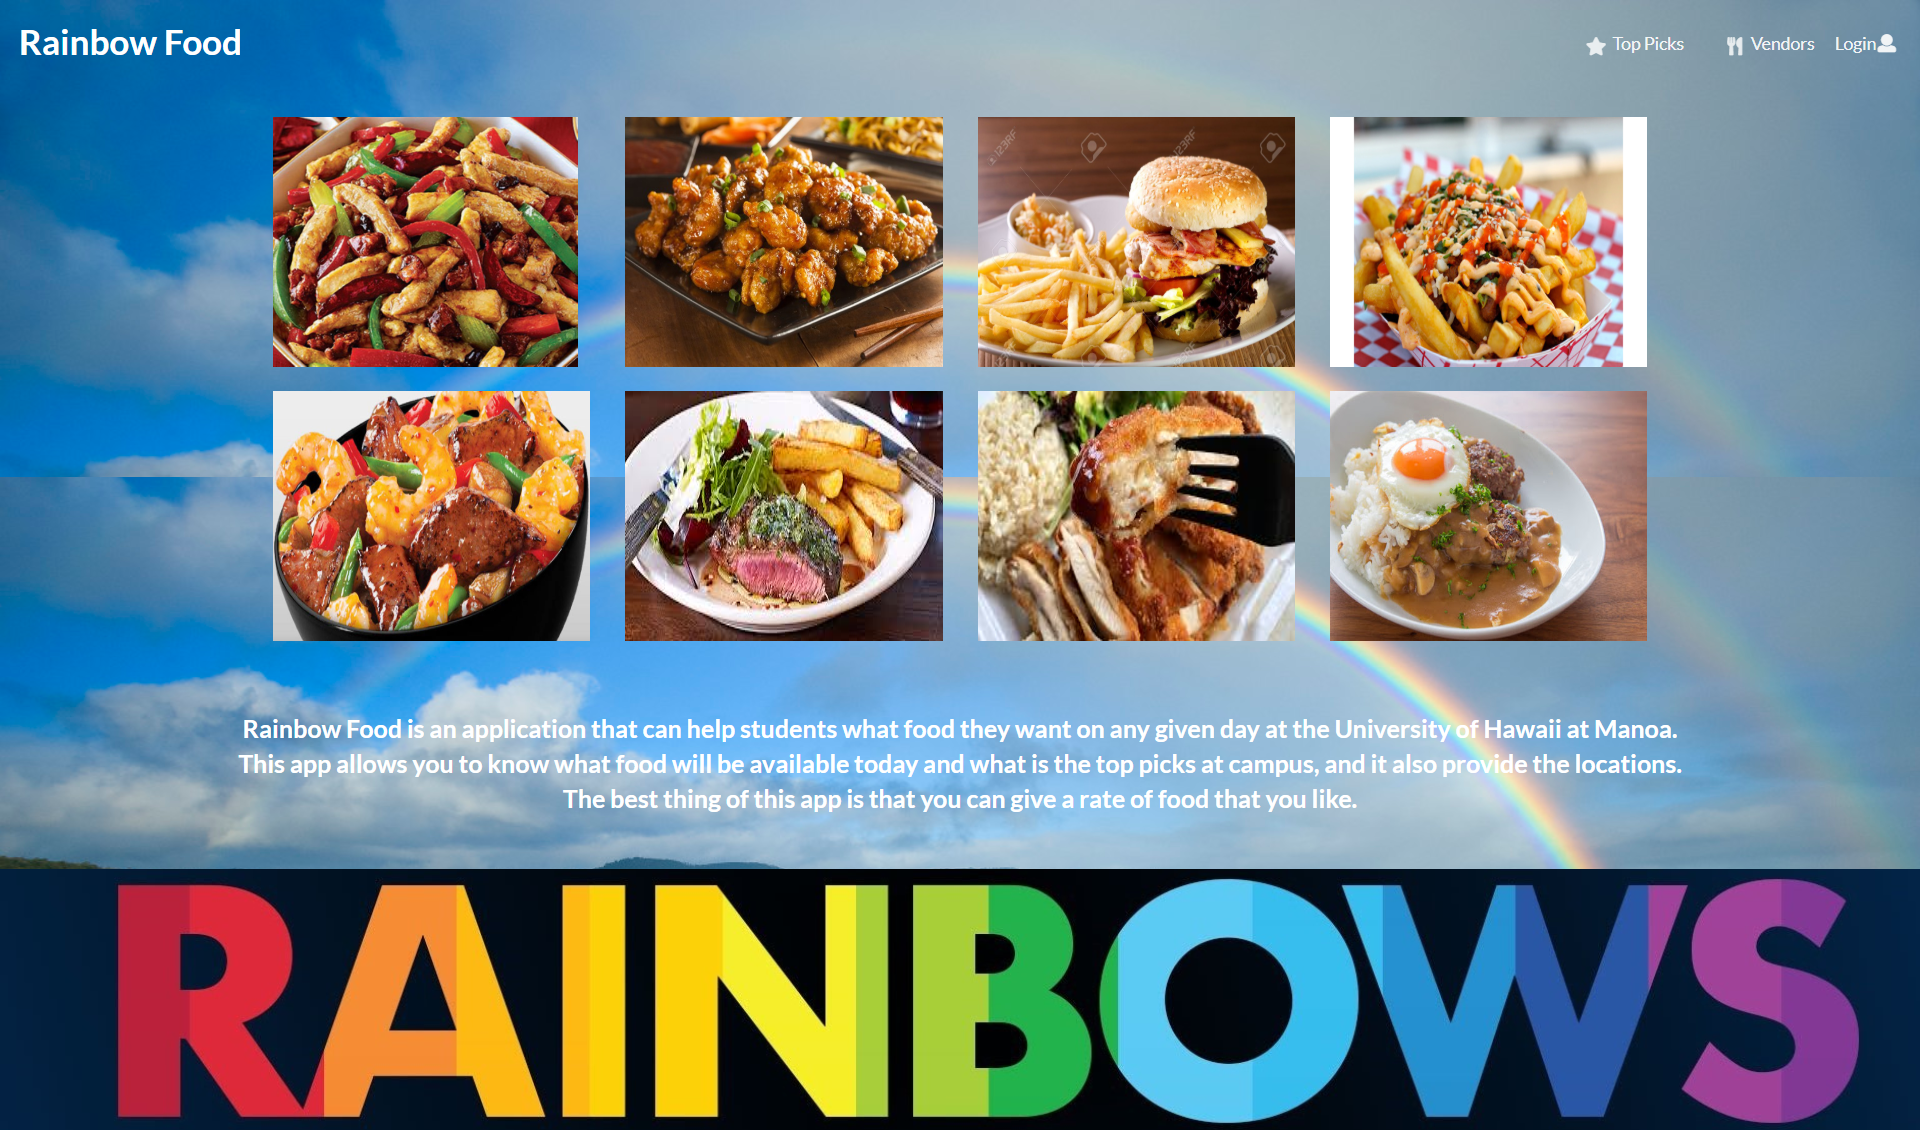 Rainbow Food
Top Picks
Vendors
Login
123RF
123RF
Rainbow Food is an application that can help students what food they want on any given day at the University of Hawaii at Manoa.
This app allows you to know what food will be available today and what is the top picks at campus, and it also provide the locations.
The best thing of this app is that you can give a rate of food that you like.
RAINBOWS